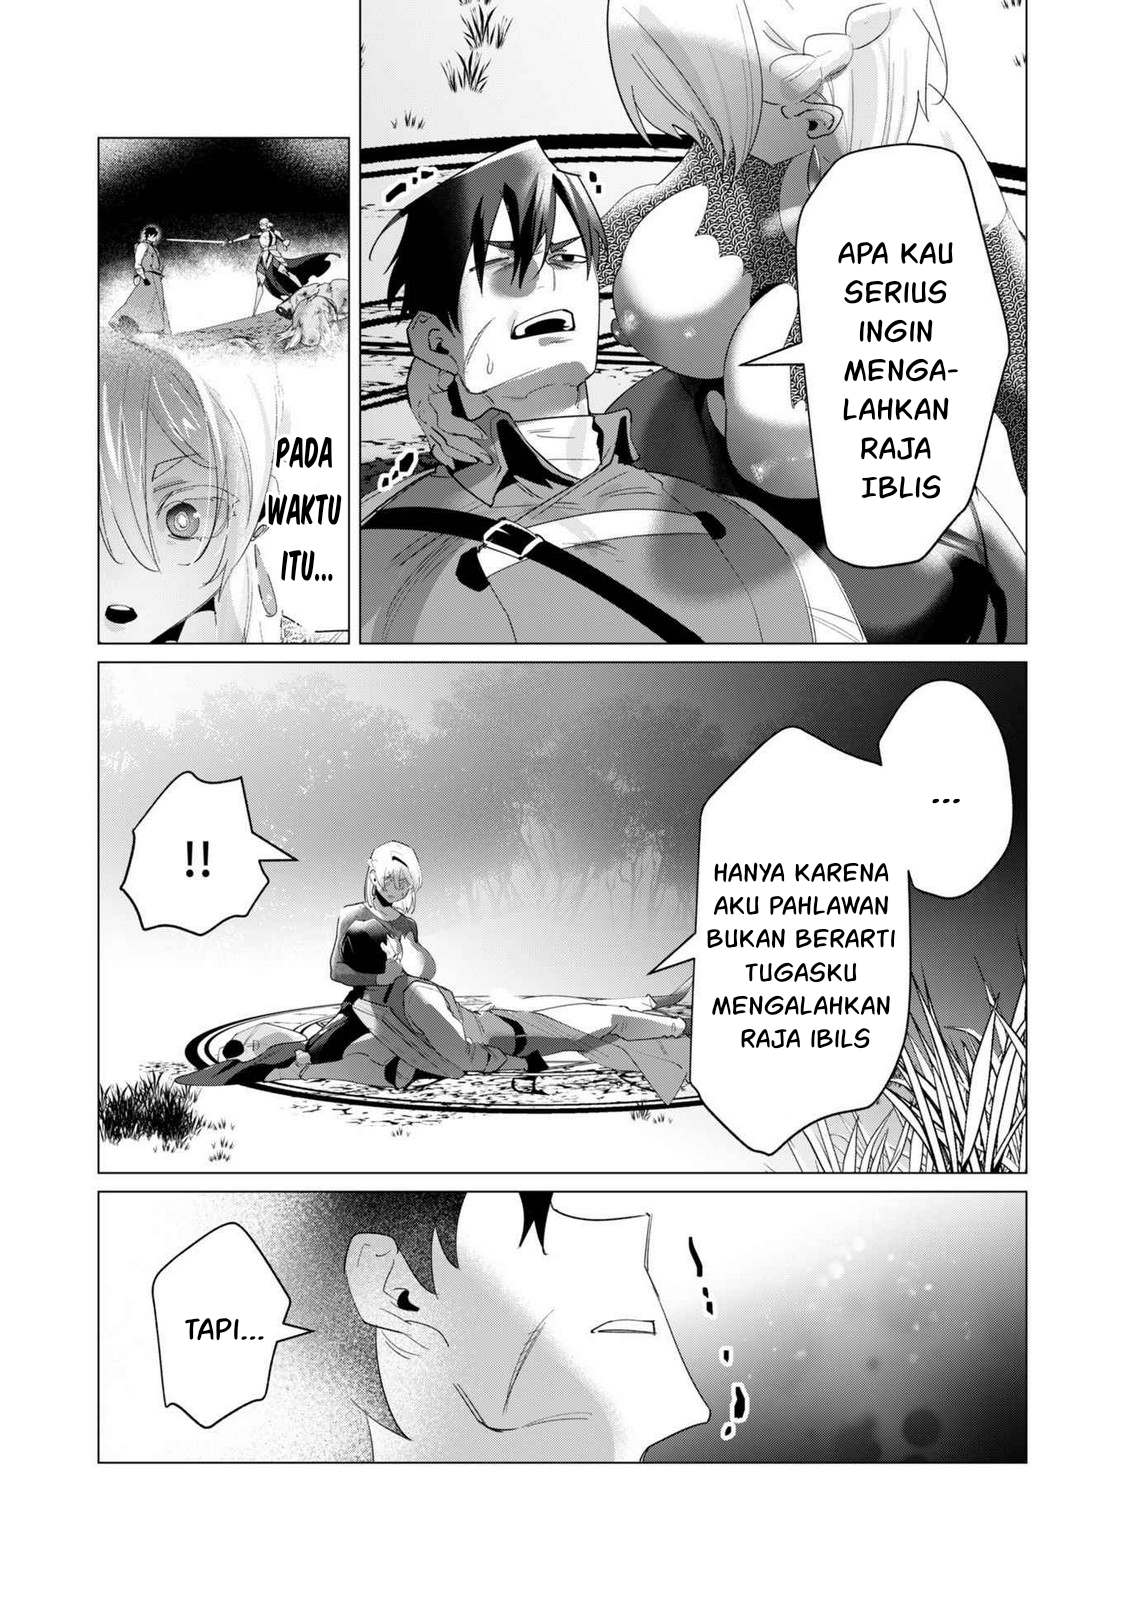 APA KAU
SERIUS
INGIN
MENGA-
LAHKAN
RAJA
IBLIS
PADA
WAKTU
ITU...
...
HANYA KARENA
AKU PAHLAWAN
BUKAN BERARTI
TUGASKU
MENGALAHKAN
RAJA IBILS
!!
TAPI...